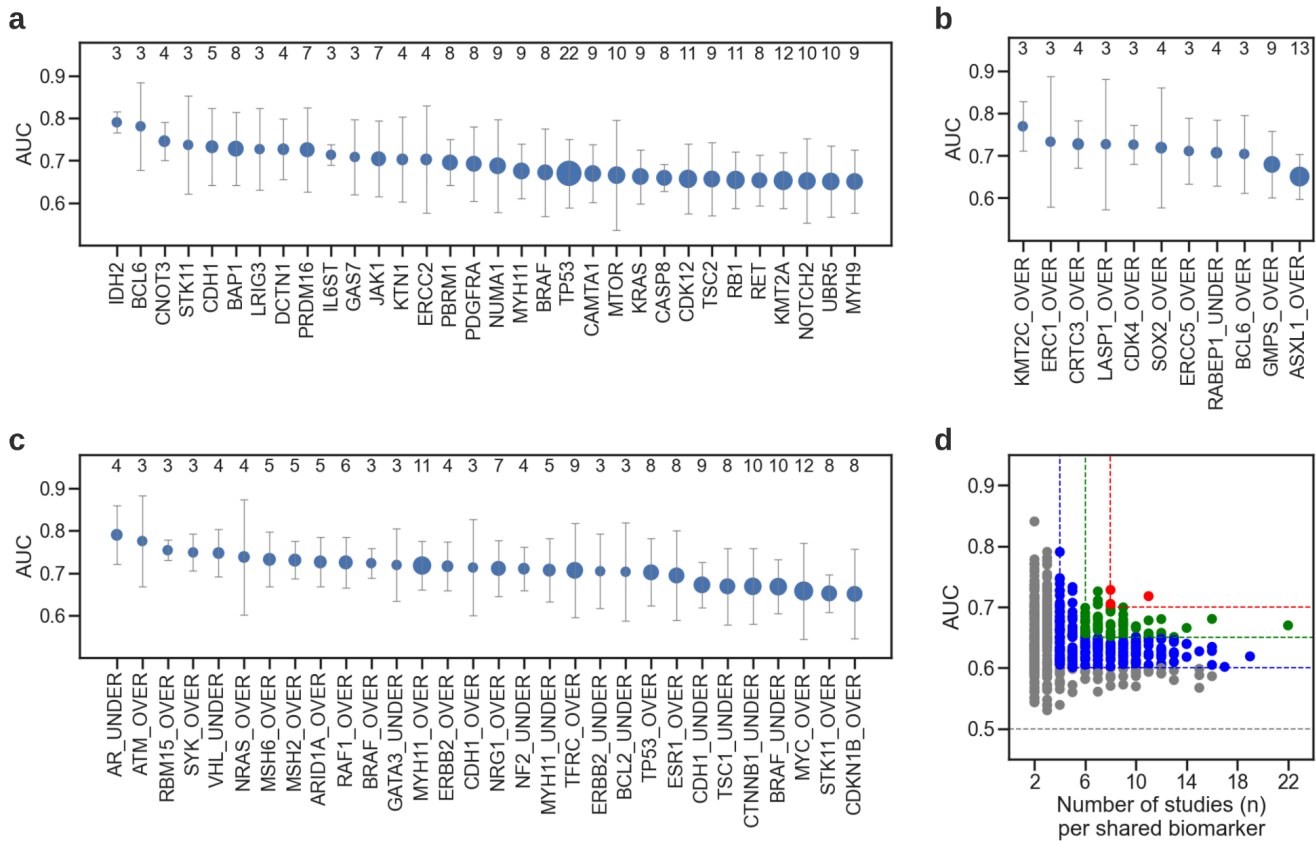 a
3 3 4 3 5 8 3 4 7 3 3 7 4 4 8 8 9 9 8 22 9 10 9 8 11 9 11 8 12 10 10 9
AUC
0.9
0.8
0.7
0.6
IDH2 BCL6 CNOT3 STK11 CDH1 BAP1 LRIG3 DCTN1 PRDM16 IL6ST GAS7 JAK1 KTN1 ERCC2 PBRM1 PDGFRA NUMA1 MYH11 BRAF TP53 CAMTA1 MTOR KRAS CASP8 CDK12 TSC2 RB1 RET KMT2A NOTCH2 UBR5 MYH9
b
3 3 4 3 3 4 3 4 3 9 13
AUC
0.9
0.8
0.7
0.6
KMT2C_OVER ERC1_OVER CRTC3_OVER LASP1_OVER CDK4_OVER SOX2_OVER ERCC5_OVER RABEP1_UNDER BCL6_OVER GMPS_OVER ASXL1_OVER
c
4 3 3 3 4 4 5 5 5 6 3 3 11 4 3 7 4 5 9 3 3 8 8 9 8 10 10 12 8 8
AUC
0.9
0.8
0.7
0.6
AR_UNDER ATM_OVER RBM15_OVER SYK_OVER VHL_UNDER NRAS_OVER MSH6_OVER MSH2_OVER ARID1A_OVER RAF1_OVER BRAF_OVER GATA3_UNDER MYH11_OVER ERBB2_OVER CDH1_OVER NRG1_OVER NF2_UNDER MYH11_UNDER TFRC_OVER ERBB2_UNDER BCL2_UNDER TP53_OVER ESR1_OVER CDH1_UNDER TSC1_UNDER CTNNB1_UNDER BRAF_UNDER MYC_OVER STK11_OVER CDKN1B_OVER
d
AUC
0.9
0.8
0.7
0.6
0.5
2 6 10 14 18 22
Number of studies (n)
per shared biomarker